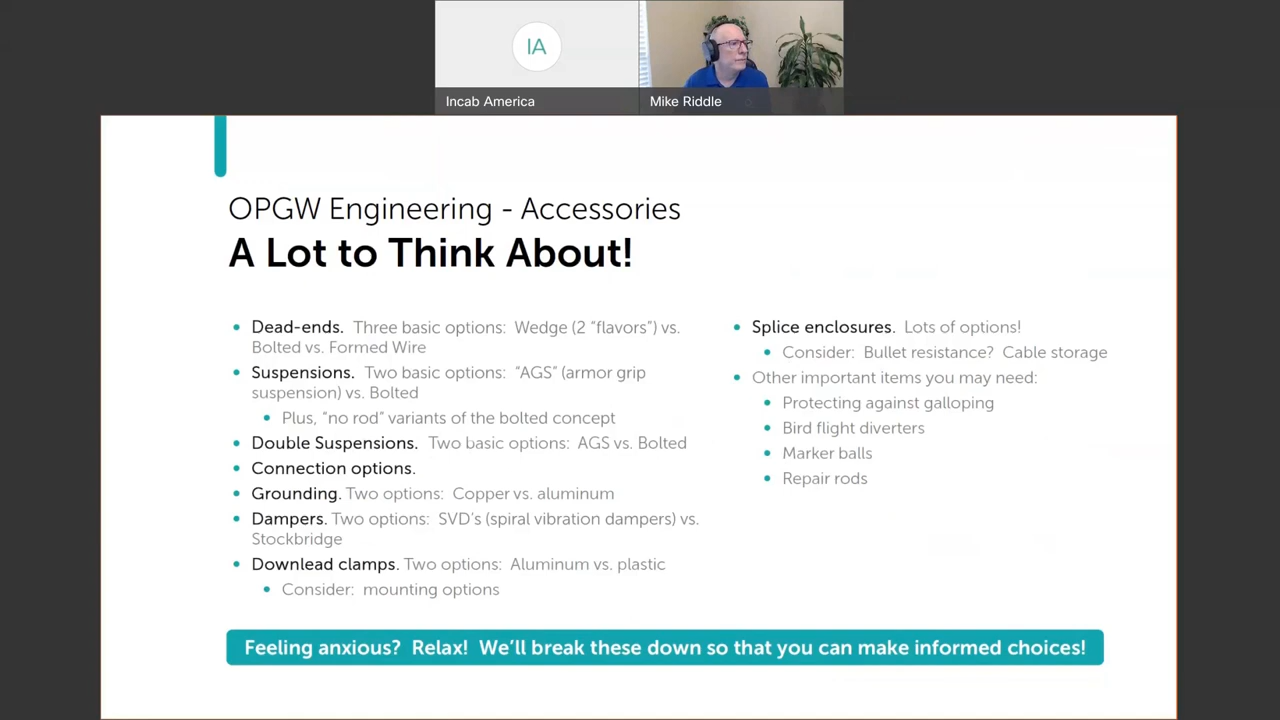 IA
Incab America
Mike Riddle
OPGW Engineering - Accessories
A Lot to Think About!
• Dead-ends. Three basic options: Wedge (2 “flavors”) vs.
Bolted vs. Formed Wire
• Suspensions. Two basic options: “AGS” (armor grip
suspension) vs. Bolted
• Plus, “no rod” variants of the bolted concept
• Double Suspensions. Two basic options: AGS vs. Bolted
• Connection options.
• Grounding. Two options: Copper vs. aluminum
• Dampers. Two options: SVD's (spiral vibration dampers) vs.
Stockbridge
• Downlead clamps. Two options: Aluminum vs. plastic
• Consider: mounting options
• Splice enclosures. Lots of options!
• Consider: Bullet resistance? Cable storage
• Other important items you may need:
• Protecting against galloping
• Bird flight diverters
• Marker balls
• Repair rods
Feeling anxious? Relax! We’ll break these down so that you can make informed choices!